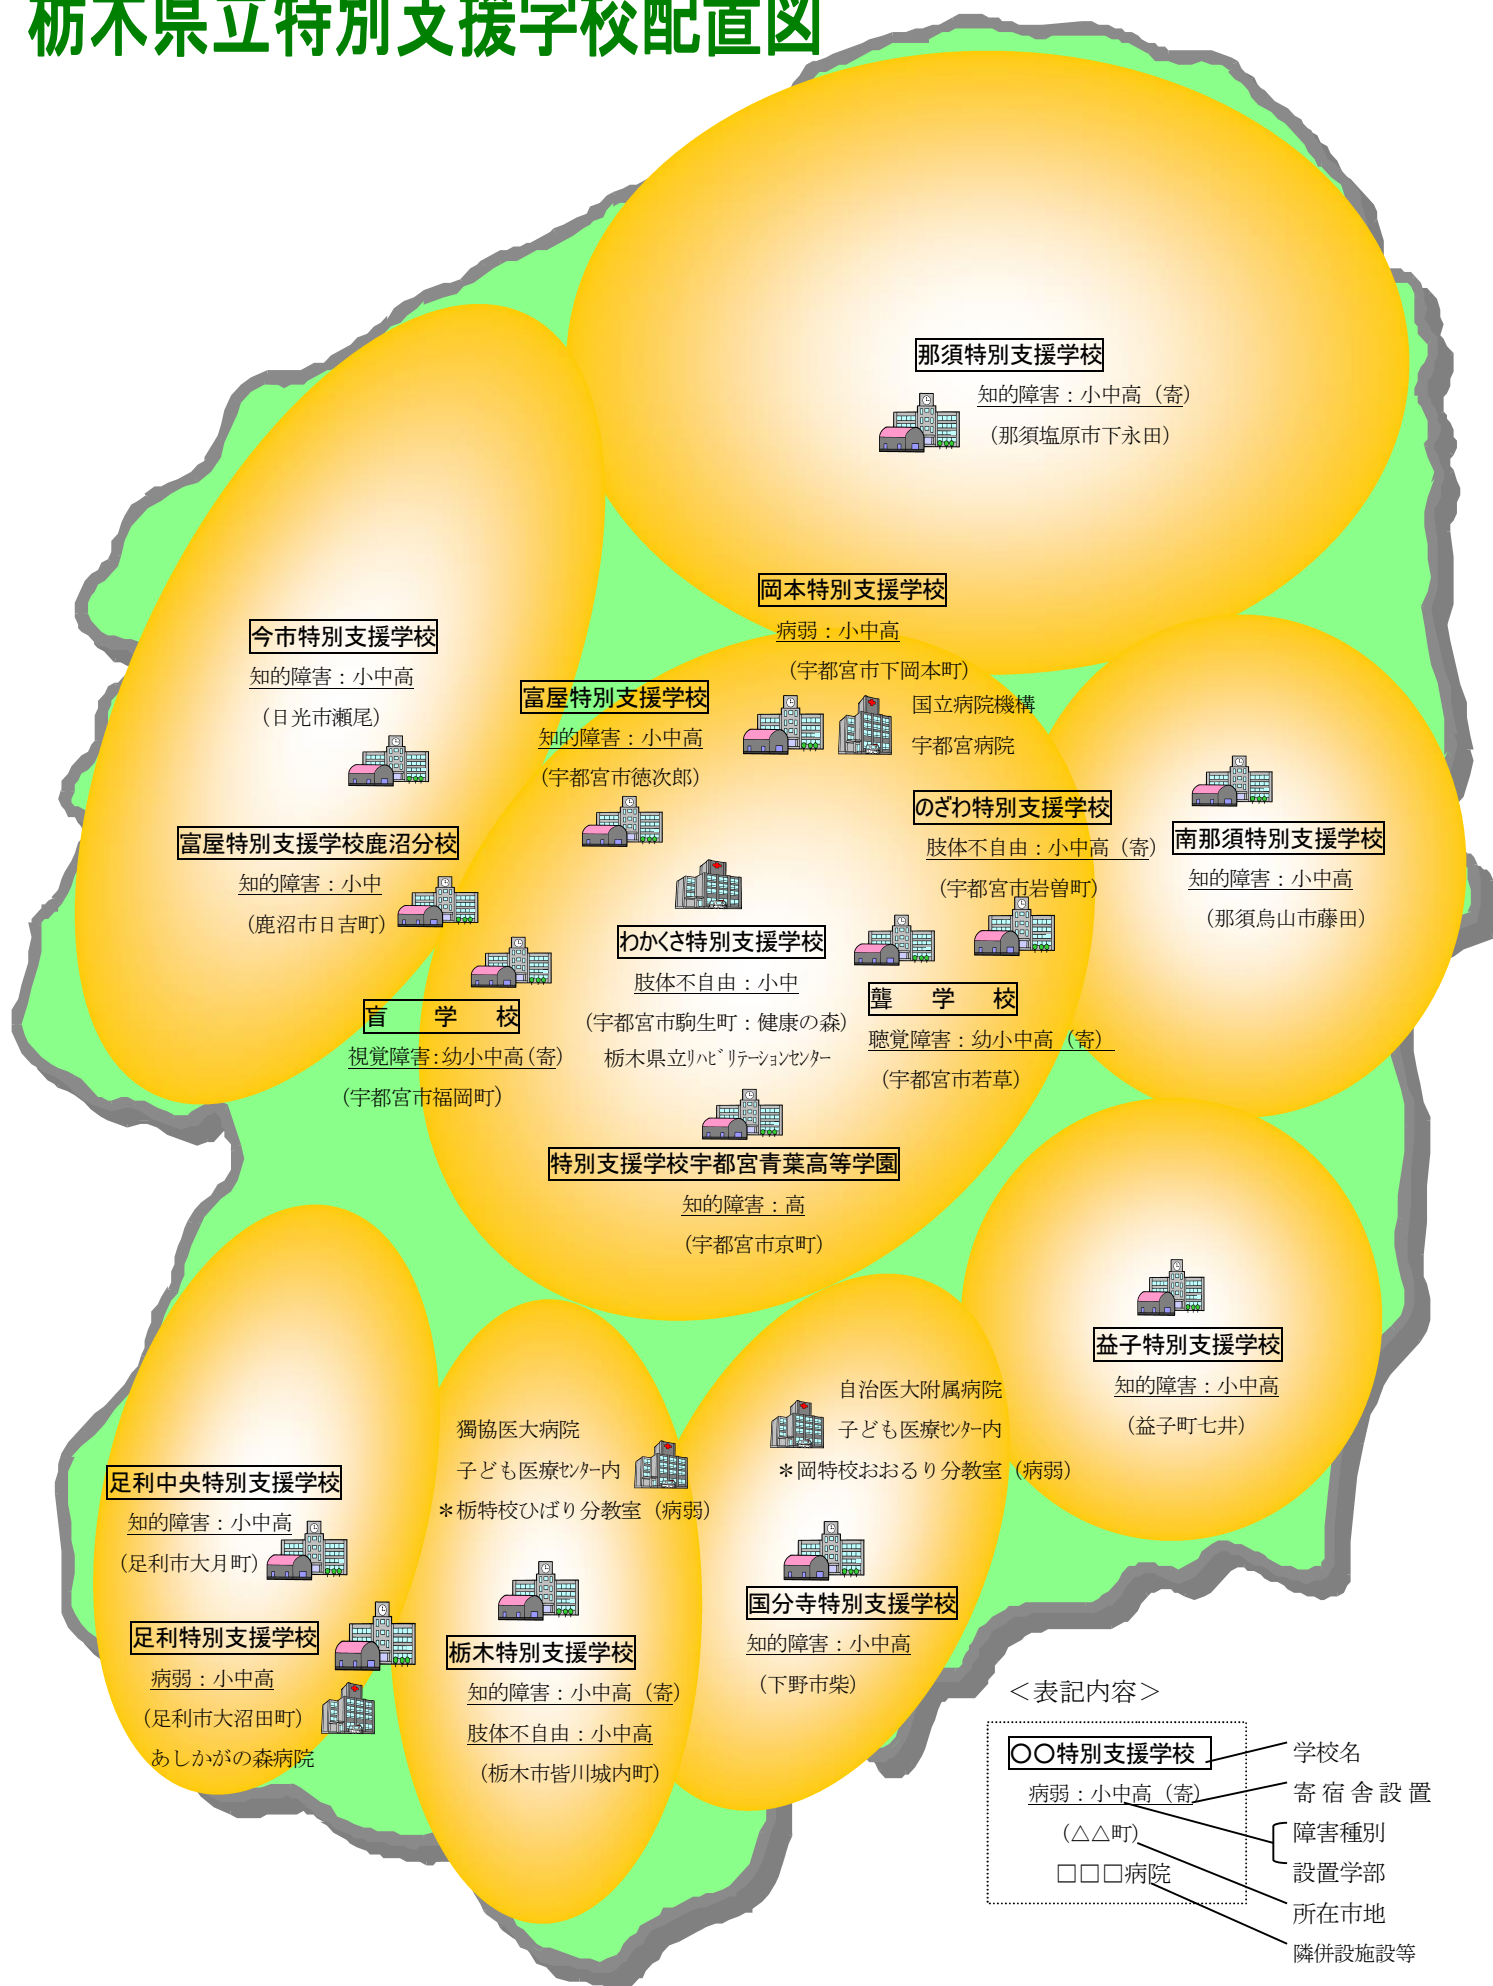 栃木県立特別支援学校配置図
那須特別支援学校
知的障害：小中高（寄）
（那須塩原市下永田）
岡本特別支援学校
病弱：小中高
（宇都宮市下岡本町）
国立病院機構
宇都宮病院
今市特別支援学校
知的障害：小中高
（日光市瀬尾）
富屋特別支援学校
知的障害：小中高
（宇都宮市徳次郎）
のざわ特別支援学校
肢体不自由：小中高（寄）
（宇都宮市岩曽町）
南那須特別支援学校
知的障害：小中高
（那須烏山市藤田）
富屋特別支援学校鹿沼分校
知的障害：小中
（鹿沼市日吉町）
わかくさ特別支援学校
肢体不自由：小中
（宇都宮市駒生町：健康の森）
栃木県立ﾘﾊﾋﾞﾘﾃｰｼｮﾝｾﾝﾀｰ
盲　学　校
視覚障害：幼小中高（寄）
（宇都宮市福岡町）
聾　学　校
聴覚障害：幼小中高（寄）
（宇都宮市若草）
特別支援学校宇都宮青葉高等学園
知的障害：高
（宇都宮市京町）
益子特別支援学校
知的障害：小中高
（益子町七井）
自治医大附属病院
子ども医療ｾﾝﾀｰ内
＊岡特校おおるり分教室（病弱）
獨協医大病院
子ども医療ｾﾝﾀｰ内
＊栃特校ひばり分教室（病弱）
足利中央特別支援学校
知的障害：小中高
（足利市大月町）
足利特別支援学校
病弱：小中高
（足利市大沼田町）
あしかがの森病院
栃木特別支援学校
知的障害：小中高（寄）
肢体不自由：小中高
（栃木市皆川城内町）
国分寺特別支援学校
知的障害：小中高
（下野市柴）
＜表記内容＞
〇〇特別支援学校
病弱：小中高（寄）
（△△町）
□□□病院
学校名
寄宿舎設置
障害種別
設置学部
所在市地
隣併設施設等